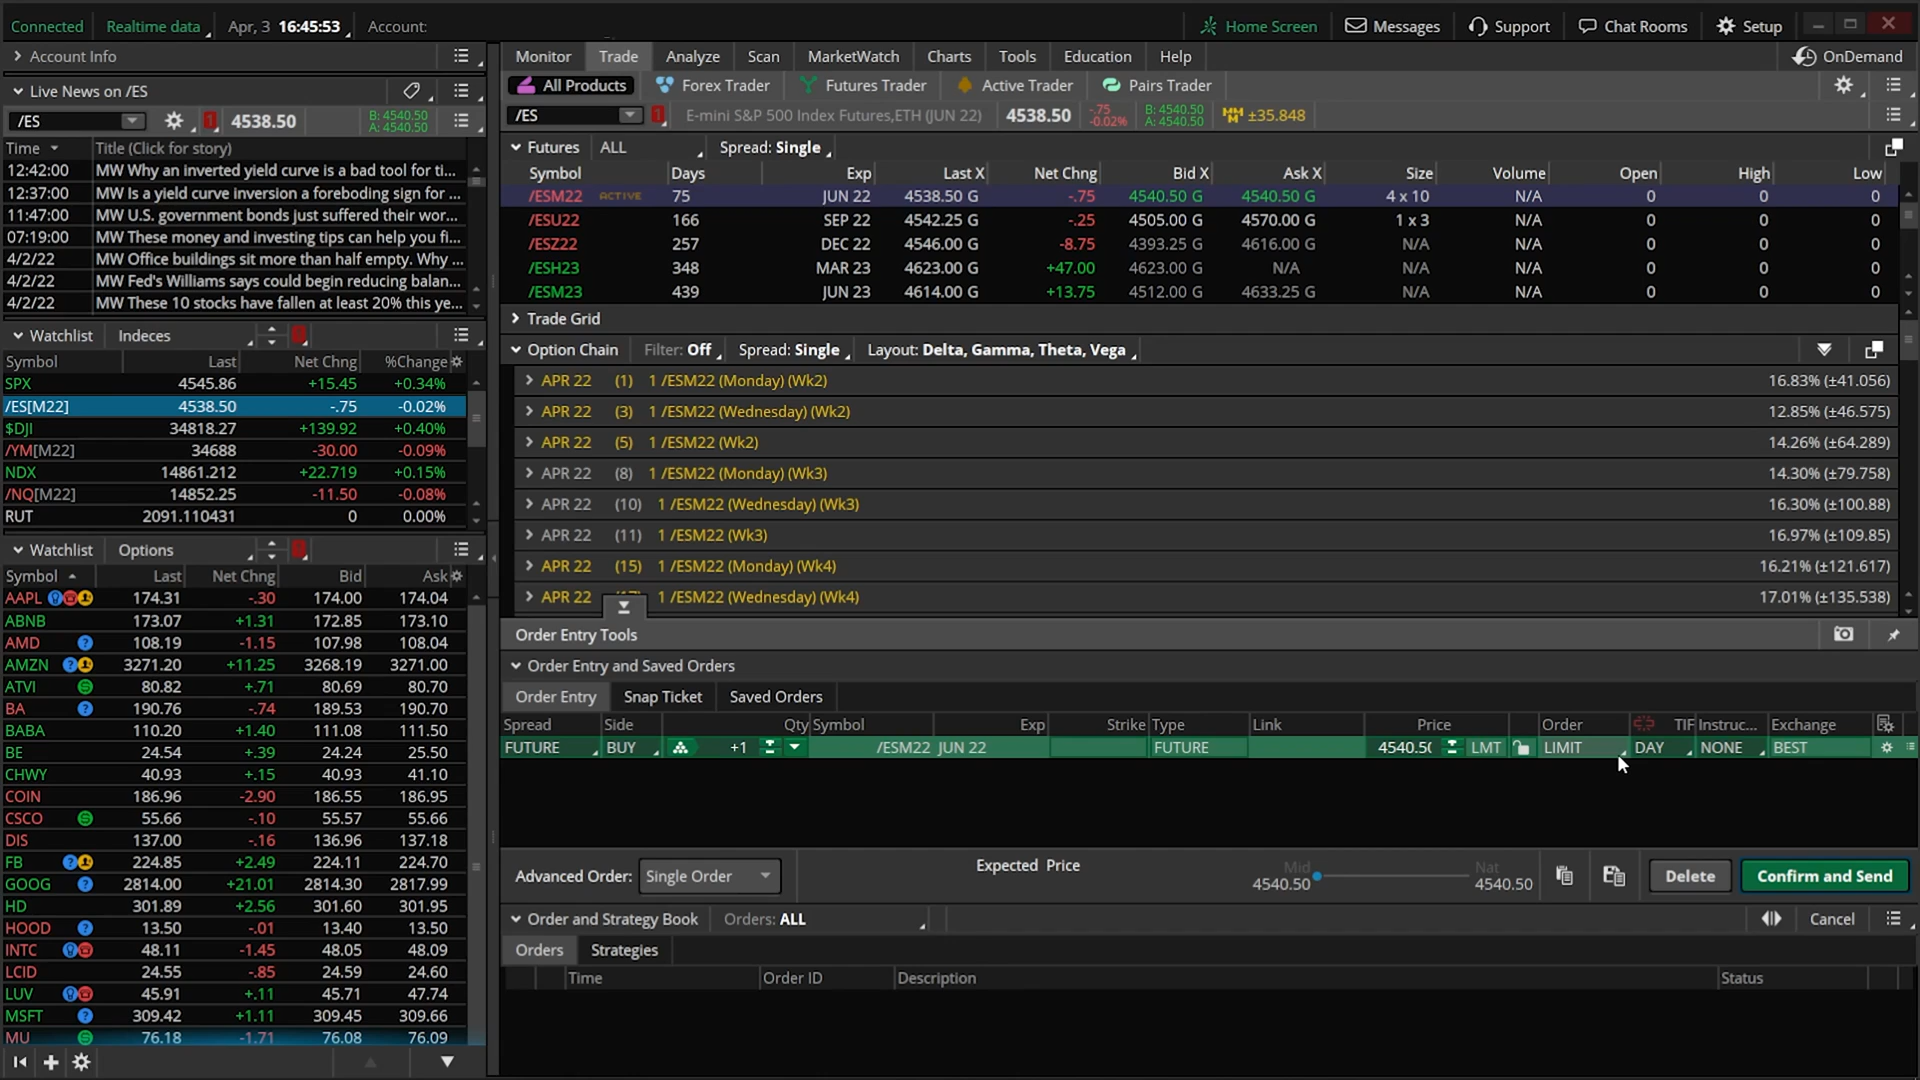 Connected Realtime data Apr, 3 16:45:53 Account: Home Screen Messages Support Chat Rooms Setup
Account Info
Live News on /ES
/ES 4538.50 B: 4540.50 A: 4540.50
Time Title (Click for story)
12:42:00 MW Why an inverted yield curve is a bad tool for ti...
12:37:00 MW Is a yield curve inversion a foreboding sign for ...
11:47:00 MW U.S. government bonds just suffered their wor...
07:19:00 MW These money and investing tips can help you fi...
4/2/22 MW Office buildings sit more than half empty. Why ...
4/2/22 MW Fed's Williams says could begin reducing balan...
4/2/22 MW These 10 stocks have fallen at least 20% this ye...
Watchlist Indeces
Symbol Last Net Chng %Change
SPX 4545.86 +15.45 +0.34%
/ES[M22] 4538.50 -.75 -0.02%
$DJI 34818.27 +139.92 +0.40%
/YM[M22] 34688 -30.00 -0.09%
NDX 14861.212 +22.719 +0.15%
/NQ[M22] 14852.25 -11.50 -0.08%
RUT 2091.110431 0 0.00%
Watchlist Options
Symbol Last Net Chng Bid Ask
AAPL 174.31 -.30 174.00 174.04
ABNB 173.07 +1.31 172.85 173.10
AMD 108.19 -1.15 107.98 108.04
AMZN 3271.20 +11.25 3268.19 3271.00
ATVI 80.82 +.71 80.69 80.70
BA 190.76 -.74 189.53 190.70
BABA 110.20 +1.40 111.08 111.50
BE 24.54 +.39 24.24 25.50
CHWY 40.93 +.15 40.93 41.10
COIN 186.96 -2.90 186.55 186.95
CSCO 55.66 -.10 55.57 55.66
DIS 137.00 -.16 136.96 137.18
FB 224.85 +2.49 224.11 224.70
GOOG 2814.00 +21.01 2814.30 2817.99
HD 301.89 +2.56 301.60 301.95
HOOD 13.50 -.01 13.40 13.50
INTC 48.11 -1.45 48.05 48.09
LCID 24.55 -.85 24.59 24.60
LUV 45.91 +.11 45.71 47.74
MSFT 309.42 +1.11 309.45 309.66
MU 76.18 -1.71 76.08 76.09
Monitor Trade Analyze Scan MarketWatch Charts Tools Education Help OnDemand
All Products Forex Trader Futures Trader Active Trader Pairs Trader
/ES E-mini S&P 500 Index Futures,ETH (JUN 22) 4538.50 -.75 -0.02% B: 4540.50 A: 4540.50 ±35.848
Futures ALL Spread: Single
Symbol Days Exp Last X Net Chng Bid X Ask X Size Volume Open High Low
/ESM22 ACTIVE 75 JUN 22 4538.50 G -.75 4540.50 G 4540.50 G 4 x 10 N/A 0 0 0
/ESU22 166 SEP 22 4542.25 G -.25 4505.00 G 4570.00 G 1 x 3 N/A 0 0 0
/ESZ22 257 DEC 22 4546.00 G -8.75 4393.25 G 4616.00 G N/A N/A 0 0 0
/ESH23 348 MAR 23 4623.00 G +47.00 4623.00 G N/A N/A N/A 0 0 0
/ESM23 439 JUN 23 4614.00 G +13.75 4512.00 G 4633.25 G N/A N/A 0 0 0
Trade Grid
Option Chain Filter: Off Spread: Single Layout: Delta, Gamma, Theta, Vega
APR 22 (1) 1 /ESM22 (Monday) (Wk2) 16.83% (±41.056)
APR 22 (3) 1 /ESM22 (Wednesday) (Wk2) 12.85% (±46.575)
APR 22 (5) 1 /ESM22 (Wk2) 14.26% (±64.289)
APR 22 (8) 1 /ESM22 (Monday) (Wk3) 14.30% (±79.758)
APR 22 (10) 1 /ESM22 (Wednesday) (Wk3) 16.30% (±100.88)
APR 22 (11) 1 /ESM22 (Wk3) 16.97% (±109.85)
APR 22 (15) 1 /ESM22 (Monday) (Wk4) 16.21% (±121.617)
APR 22 1 /ESM22 (Wednesday) (Wk4) 17.01% (±135.538)
Order Entry Tools
Order Entry and Saved Orders
Order Entry Snap Ticket Saved Orders
Spread Side Qty Symbol Exp Strike Type Link Price Order TIF Instruc... Exchange
FUTURE BUY +1 /ESM22 JUN 22 FUTURE 4540.50 LMT LIMIT DAY NONE BEST
Advanced Order: Single Order Expected Price Mid 4540.50 Nat 4540.50 Delete Confirm and Send
Order and Strategy Book Orders: ALL Cancel
Orders Strategies
Time Order ID Description Status